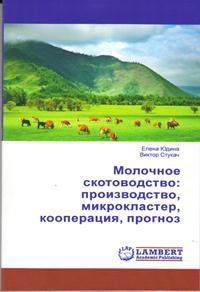 Елена Юдина
Виктор Стукач
Молочное
скотоводство:
производство,
микрокластер,
кооперация, прогноз
LAMBERT
Academic Publishing